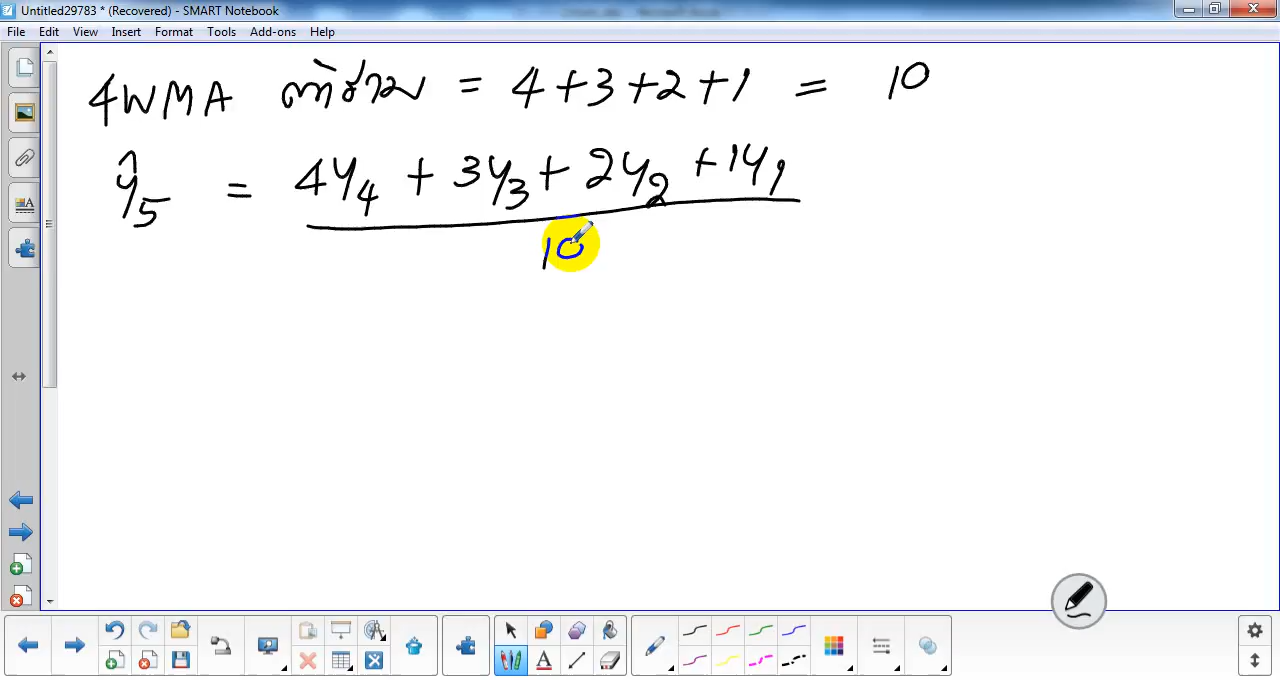 Untitled29783 * (Recovered) - SMART Notebook
File Edit View Insert Format Tools Add-ons Help
4WMA ตัวหาร = 4+3+2+1 = 10
ŷ₅ = 4y₄ + 3y₃ + 2y₂ + 1y₁
10